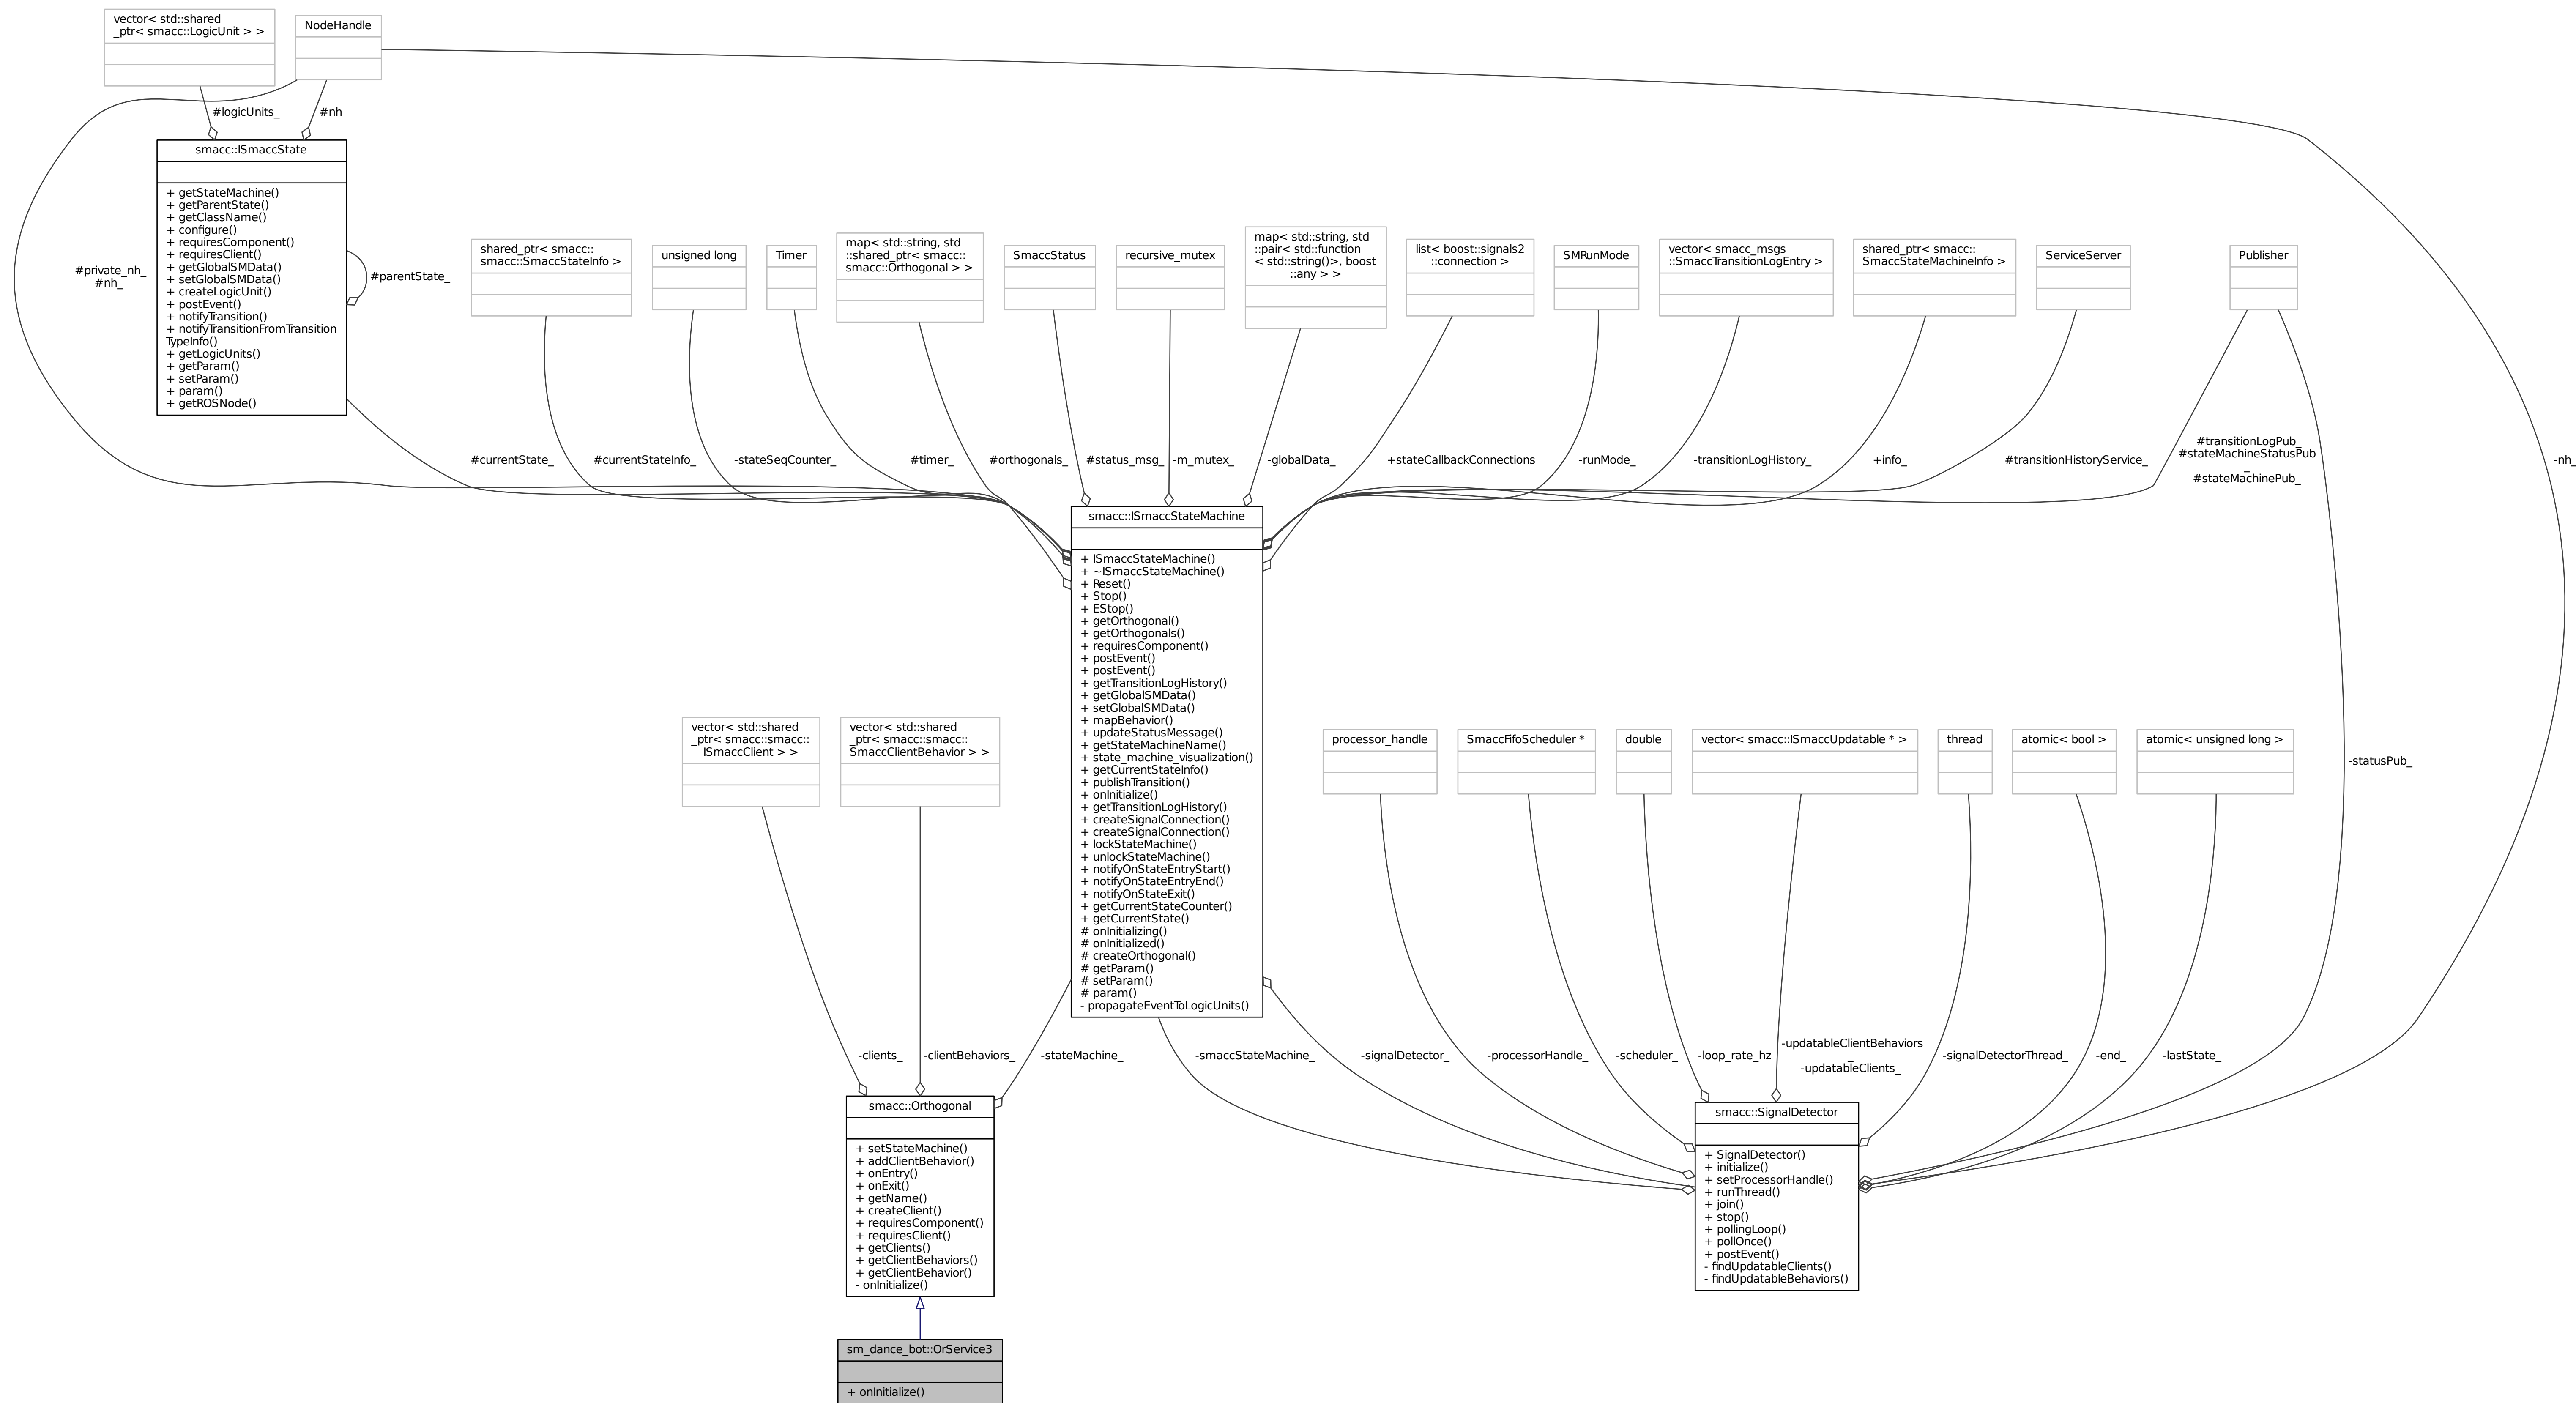 vector< std::shared
_ptr< smacc::LogicUnit > >
NodeHandle
#logicUnits_
#nh
smacc::ISmaccState
+ getStateMachine()
+ getParentState()
+ getClassName()
+ configure()
+ requiresComponent()
+ requiresClient()
+ getGlobalSMData()
+ setGlobalSMData()
+ createLogicUnit()
+ postEvent()
+ notifyTransition()
+ notifyTransitionFromTransition
TypeInfo()
+ getLogicUnits()
+ getParam()
+ setParam()
+ param()
+ getROSNode()
#private_nh_
#nh_
#parentState_
shared_ptr< smacc::
smacc::SmaccStateInfo >
unsigned long
Timer
map< std::string, std
::shared_ptr< smacc::
smacc::Orthogonal > >
SmaccStatus
recursive_mutex
map< std::string, std
::pair< std::function
< std::string()>, boost
::any > >
list< boost::signals2
::connection >
SMRunMode
vector< smacc_msgs
::SmaccTransitionLogEntry >
shared_ptr< smacc::
SmaccStateMachineInfo >
ServiceServer
Publisher
#currentState_
#currentStateInfo_
-stateSeqCounter_
#timer_
#orthogonals_
#status_msg_
-m_mutex_
-globalData_
+stateCallbackConnections
-runMode_
-transitionLogHistory_
+info_
#transitionHistoryService_
#transitionLogPub_
#stateMachineStatusPub
_
#stateMachinePub_
-nh_
smacc::ISmaccStateMachine
+ ISmaccStateMachine()
+ ~ISmaccStateMachine()
+ Reset()
+ Stop()
+ EStop()
+ getOrthogonal()
+ getOrthogonals()
+ requiresComponent()
+ postEvent()
+ postEvent()
+ getTransitionLogHistory()
+ getGlobalSMData()
+ setGlobalSMData()
+ mapBehavior()
+ updateStatusMessage()
+ getStateMachineName()
+ state_machine_visualization()
+ getCurrentStateInfo()
+ publishTransition()
+ onInitialize()
+ getTransitionLogHistory()
+ createSignalConnection()
+ createSignalConnection()
+ lockStateMachine()
+ unlockStateMachine()
+ notifyOnStateEntryStart()
+ notifyOnStateEntryEnd()
+ notifyOnStateExit()
+ getCurrentStateCounter()
+ getCurrentState()
# onInitializing()
# onInitialized()
# createOrthogonal()
# getParam()
# setParam()
# param()
- propagateEventToLogicUnits()
vector< std::shared
_ptr< smacc::smacc::
ISmaccClient > >
vector< std::shared
_ptr< smacc::smacc::
SmaccClientBehavior > >
processor_handle
SmaccFifoScheduler *
double
vector< smacc::ISmaccUpdatable * >
thread
atomic< bool >
atomic< unsigned long >
-statusPub_
-clients_
-clientBehaviors_
-stateMachine_
-smaccStateMachine_
-signalDetector_
-processorHandle_
-scheduler_
-loop_rate_hz
-updatableClientBehaviors
_
-updatableClients_
-signalDetectorThread_
-end_
-lastState_
smacc::Orthogonal
+ setStateMachine()
+ addClientBehavior()
+ onEntry()
+ onExit()
+ getName()
+ createClient()
+ requiresComponent()
+ requiresClient()
+ getClients()
+ getClientBehaviors()
+ getClientBehavior()
- onInitialize()
smacc::SignalDetector
+ SignalDetector()
+ initialize()
+ setProcessorHandle()
+ runThread()
+ join()
+ stop()
+ pollingLoop()
+ pollOnce()
+ postEvent()
- findUpdatableClients()
- findUpdatableBehaviors()
sm_dance_bot::OrService3
+ onInitialize()